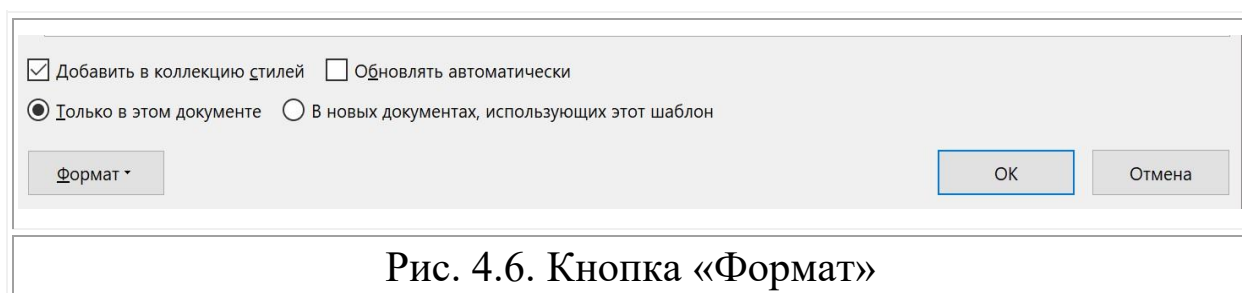 Добавить в коллекцию стилей Обновлять автоматически
Только в этом документе В новых документах, использующих этот шаблон
Формат ОК Отмена
Рис. 4.6. Кнопка «Формат»